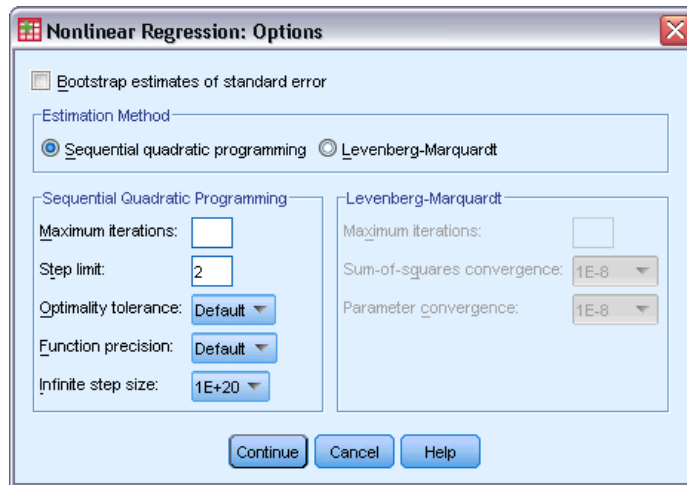 Nonlinear Regression: Options
Bootstrap estimates of standard error
Estimation Method
Sequential quadratic programming Levenberg-Marquardt
Sequential Quadratic Programming
Maximum iterations:
Step limit: 2
Optimality tolerance: Default
Function precision: Default
Infinite step size: 1E+20
Levenberg-Marquardt
Maximum iterations:
Sum-of-squares convergence: 1E-8
Parameter convergence: 1E-8
Continue Cancel Help